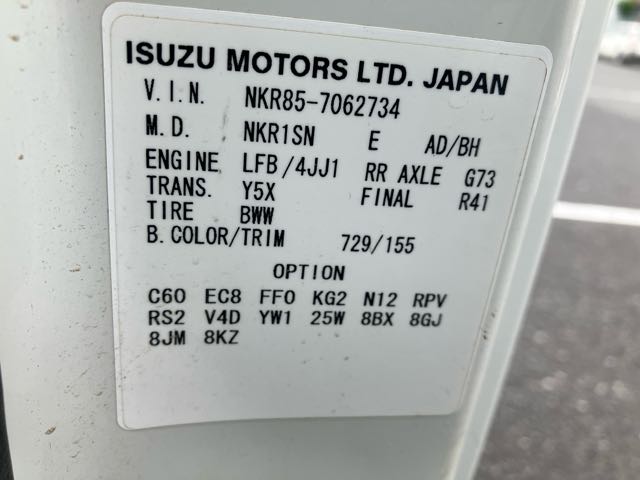 ISUZU MOTORS LTD. JAPAN
V.I.N. NKR85-7062734
M.D. NKR1SN E AD/BH
ENGINE LFB/4JJ1 RR AXLE G73
TRANS. Y5X FINAL R41
TIRE BWW
B.COLOR/TRIM 729/155
OPTION
C60 EC8 FF0 KG2 N12 RPV
RS2 V4D YW1 25W 8BX 8GJ
8JM 8KZ